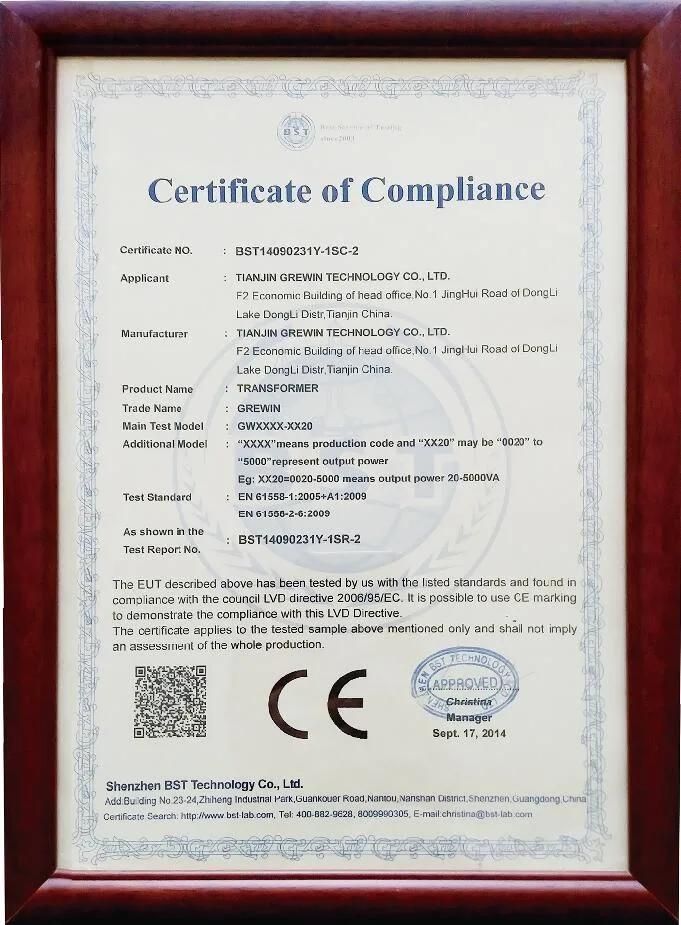 BST
Best Service of Testing
since2003
Certificate of Compliance
Certificate NO. : BST14090231Y-1SC-2
Applicant : TIANJIN GREWIN TECHNOLOGY CO., LTD.
F2 Economic Building of head office,No.1 JingHui Road of DongLi
Lake DongLi Distr,Tianjin China.
Manufacturer : TIANJIN GREWIN TECHNOLOGY CO., LTD.
F2 Economic Building of head office,No.1 JingHui Road of DongLi
Lake DongLi Distr,Tianjin China.
Product Name : TRANSFORMER
Trade Name : GREWIN
Main Test Model : GWXXXX-XX20
Additional Model : “XXXX”means production code and “XX20” may be “0020” to
“5000”represent output power
Eg: XX20=0020-5000 means output power 20-5000VA
Test Standard : EN 61558-1:2005+A1:2009
EN 61558-2-6:2009
As shown in the
Test Report No. : BST14090231Y-1SR-2
The EUT described above has been tested by us with the listed standards and found in
compliance with the council LVD directive 2006/95/EC. It is possible to use CE marking
to demonstrate the compliance with this LVD Directive.
The certificate applies to the tested sample above mentioned only and shall not imply
an assessment of the whole production.
CE
SHENZHEN BST TECHNOLOGY CO.
APPROVED
Christina
Manager
Sept. 17, 2014
Shenzhen BST Technology Co., Ltd.
Add:Building No.23-24,Zhiheng Industrial Park,Guankouer Road,Nantou,Nanshan District,Shenzhen,Guangdong,China
Certificate Search: http://www.bst-lab.com, Tel: 400-882-9628, 8009990305, E-mail:christina@bst-lab.com